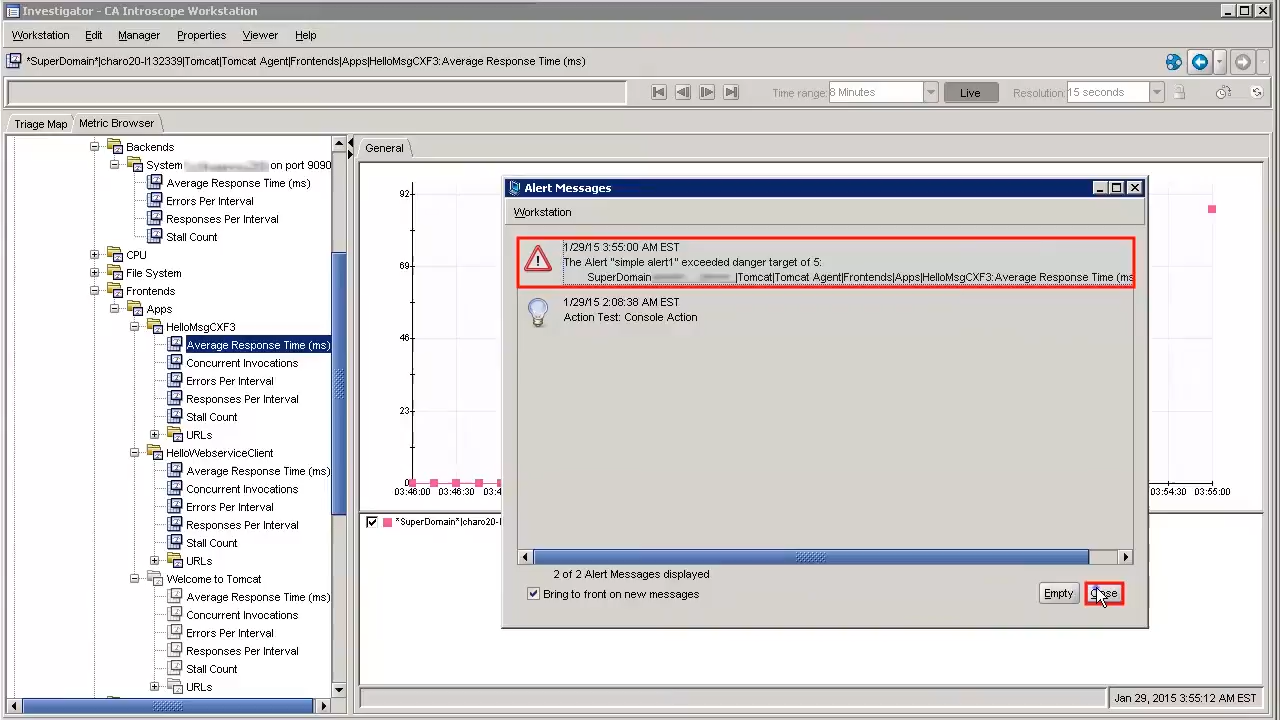 Investigator - CA Introscope Workstation
Workstation Edit Manager Properties Viewer Help
*SuperDomain*|charo20-I132339|Tomcat|Tomcat Agent|Frontends|Apps|HelloMsgCXF3:Average Response Time (ms)
Time range: 8 Minutes Live Resolution: 15 seconds
Triage Map Metric Browser
Backends
System on port 9090
Average Response Time (ms)
Errors Per Interval
Responses Per Interval
Stall Count
CPU
File System
Frontends
Apps
HelloMsgCXF3
Average Response Time (ms)
Concurrent Invocations
Errors Per Interval
Responses Per Interval
Stall Count
URLs
HelloWebserviceClient
Average Response Time (ms)
Concurrent Invocations
Errors Per Interval
Responses Per Interval
Stall Count
URLs
Welcome to Tomcat
Average Response Time (ms)
Concurrent Invocations
Errors Per Interval
Responses Per Interval
Stall Count
URLs
General
92
69
46
23
0
03:46:00 03:46:30 03:54:30 03:55:00
*SuperDomain*|charo20-I
Alert Messages
Workstation
1/29/15 3:55:00 AM EST
The Alert "simple alert1" exceeded danger target of 5:
SuperDomain |Tomcat|Tomcat Agent|Frontends|Apps|HelloMsgCXF3:Average Response Time (ms
1/29/15 2:08:38 AM EST
Action Test: Console Action
2 of 2 Alert Messages displayed
Bring to front on new messages
Empty Close
Jan 29, 2015 3:55:12 AM EST